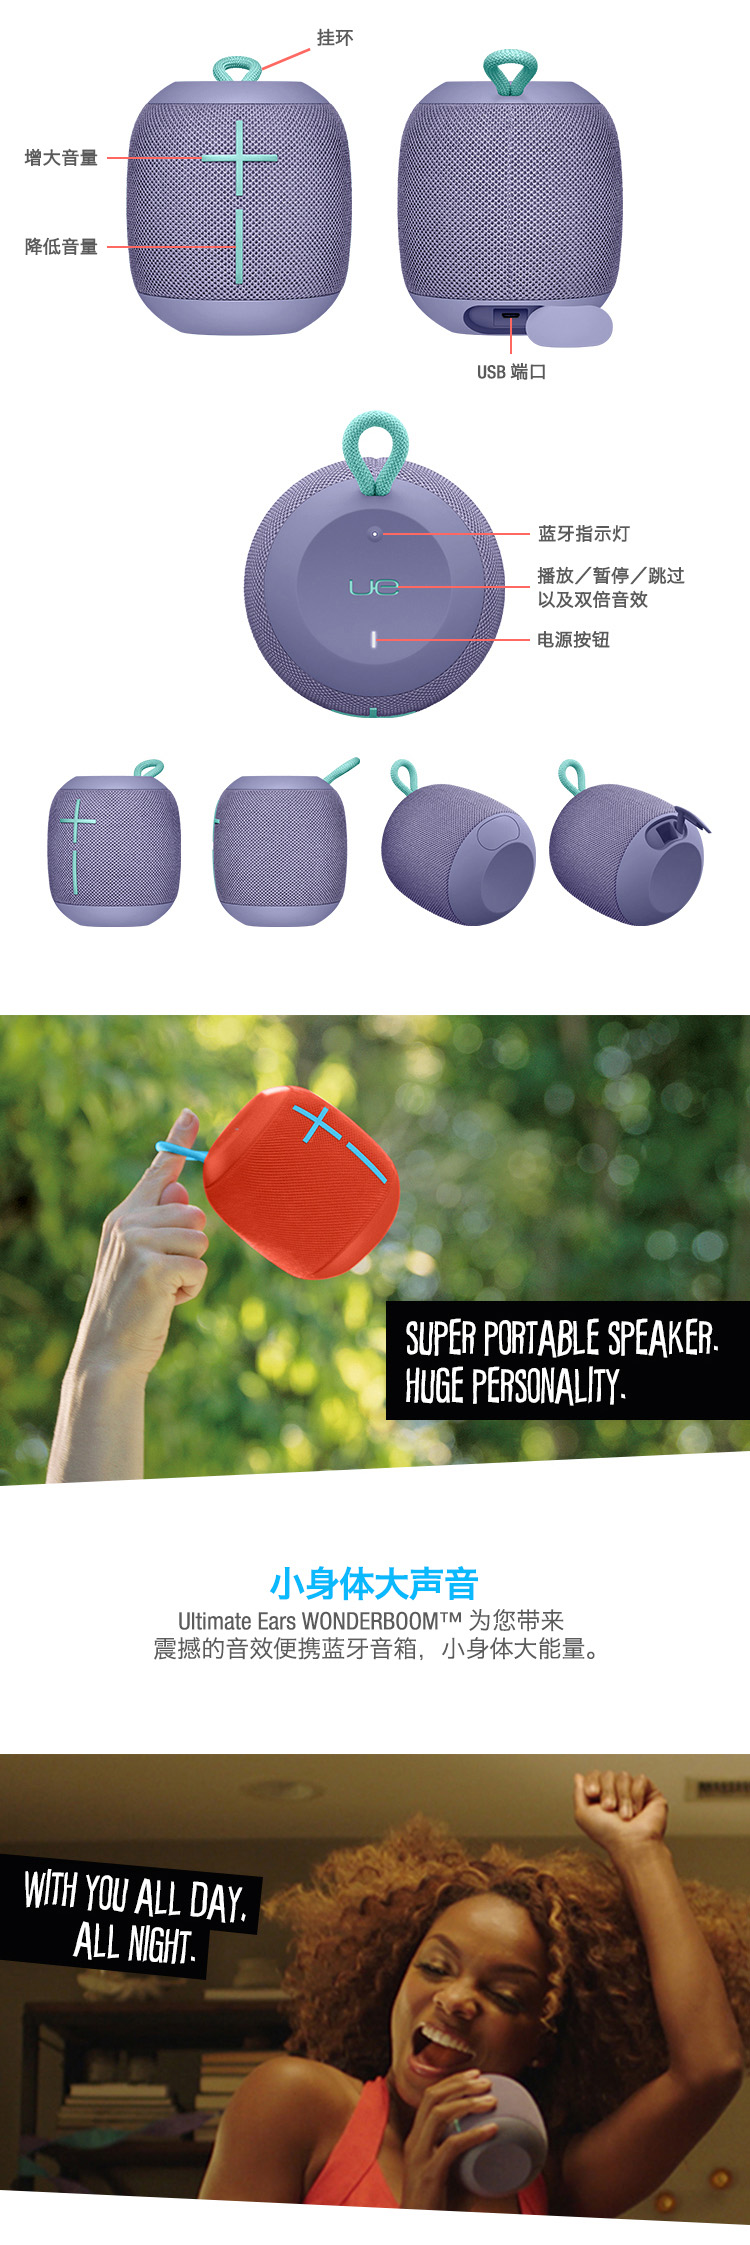 挂环
增大音量
降低音量
USB 端口
蓝牙指示灯
ue
播放／暂停／跳过
以及双倍音效
电源按钮
SUPER PORTABLE SPEAKER.
HUGE PERSONALITY.
小身体大声音
Ultimate Ears WONDERBOOM™ 为您带来
震撼的音效便携蓝牙音箱，小身体大能量。
WITH YOU ALL DAY.
ALL NIGHT.